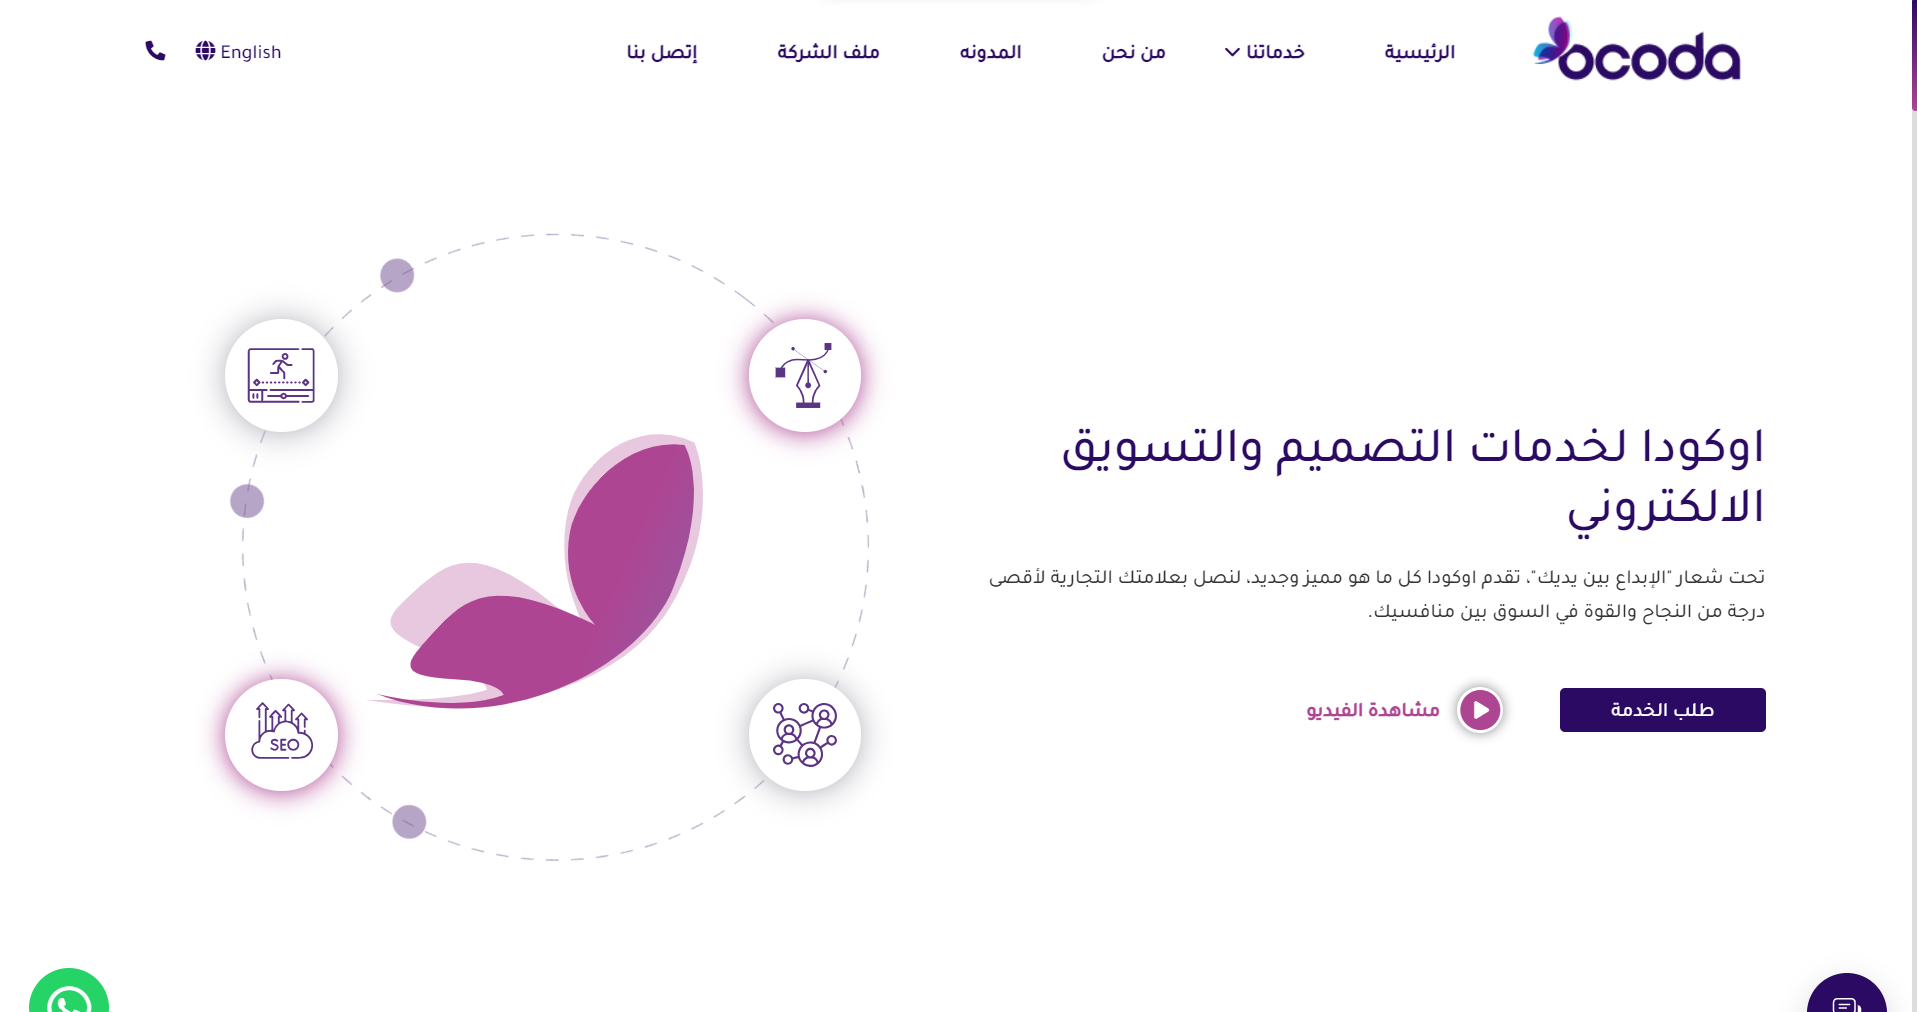 ocoda
الرئيسية
خدماتنا
من نحن
المدونه
ملف الشركة
إتصل بنا
English
اوكودا لخدمات التصميم والتسويق
الالكتروني
تحت شعار "الإبداع بين يديك"، تقدم اوكودا كل ما هو مميز وجديد، لنصل بعلامتك التجارية لأقصى
درجة من النجاح والقوة في السوق بين منافسيك.
طلب الخدمة
مشاهدة الفيديو
SEO